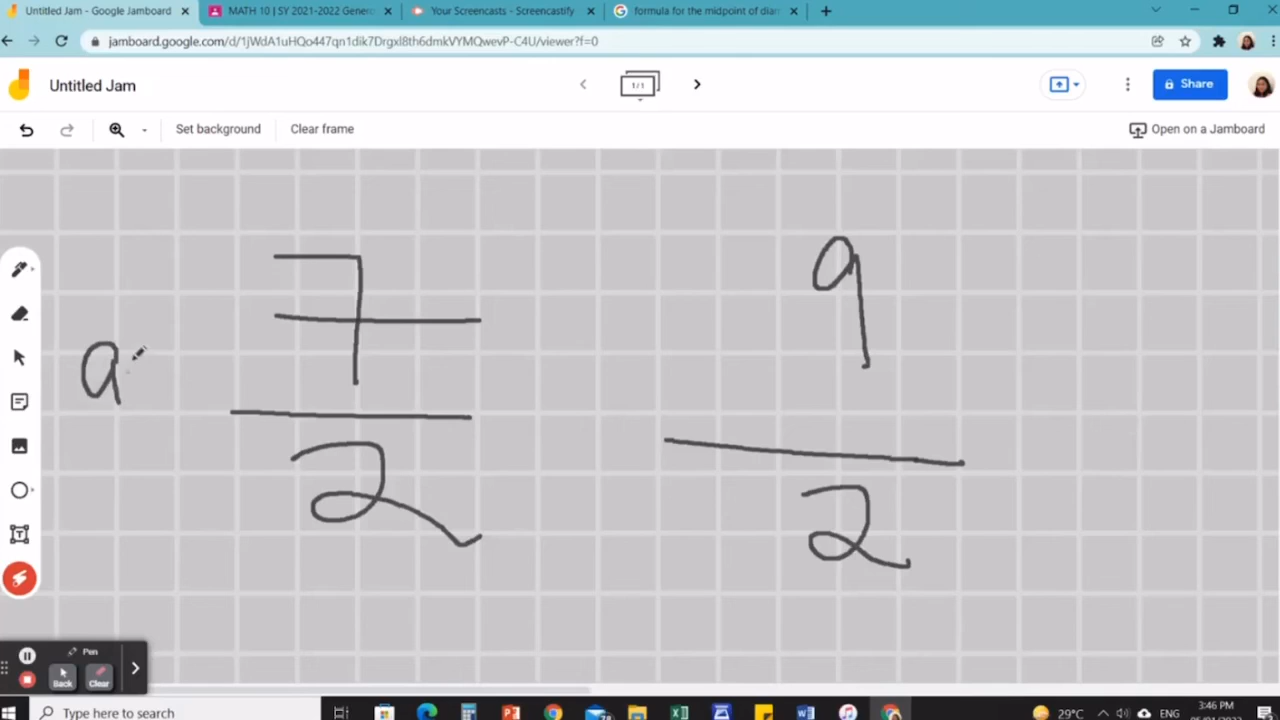 Untitled Jam - Google Jamboard
MATH 10 | SY 2021-2022 Gener
Your Screencasts - Screencastify
formula for the midpoint of diam
jamboard.google.com/d/1jWdA1uHQo447qn1dik7Drgxl8th6dmkVYMQwevP-C4U/viewer?f=0
Untitled Jam
1/1
Share
Set background
Clear frame
Open on a Jamboard
7 9
a
2 2
Pen
Back
Clear
Type here to search
29°C
ENG
3:46 PM